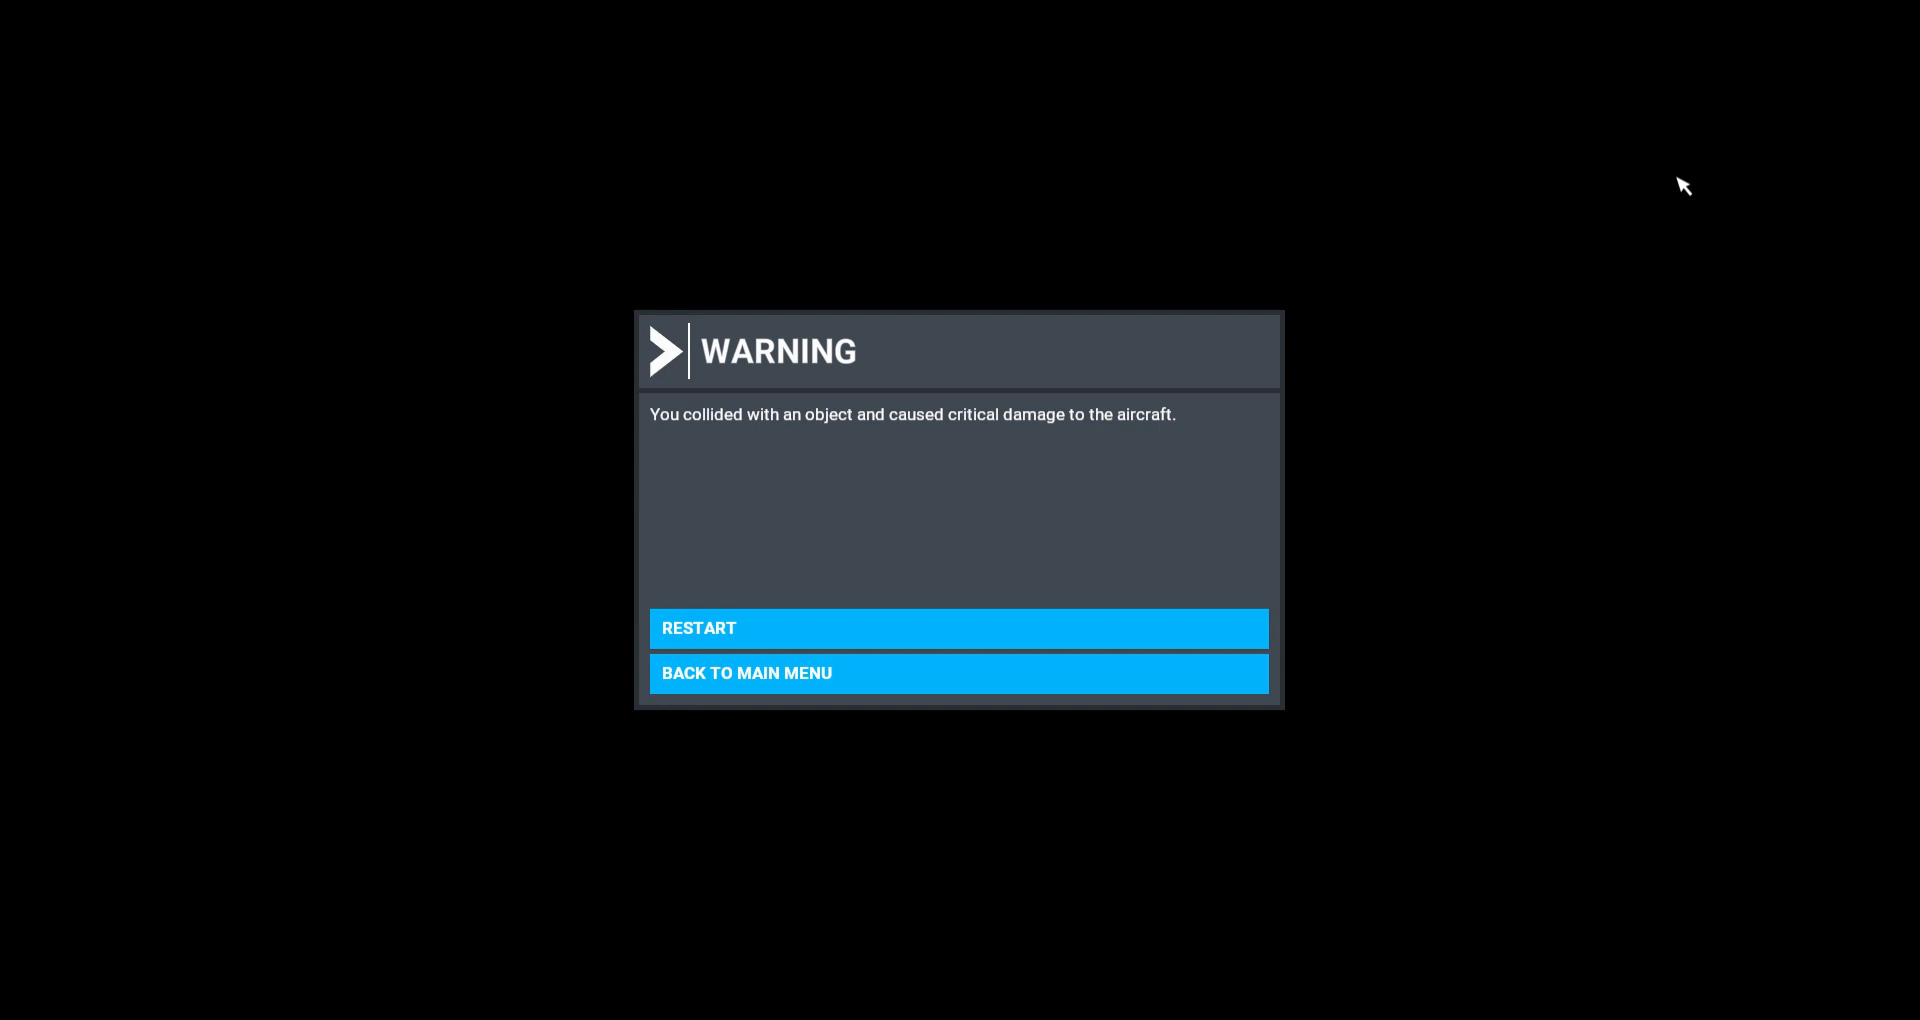 WARNING
You collided with an object and caused critical damage to the aircraft.
RESTART
BACK TO MAIN MENU